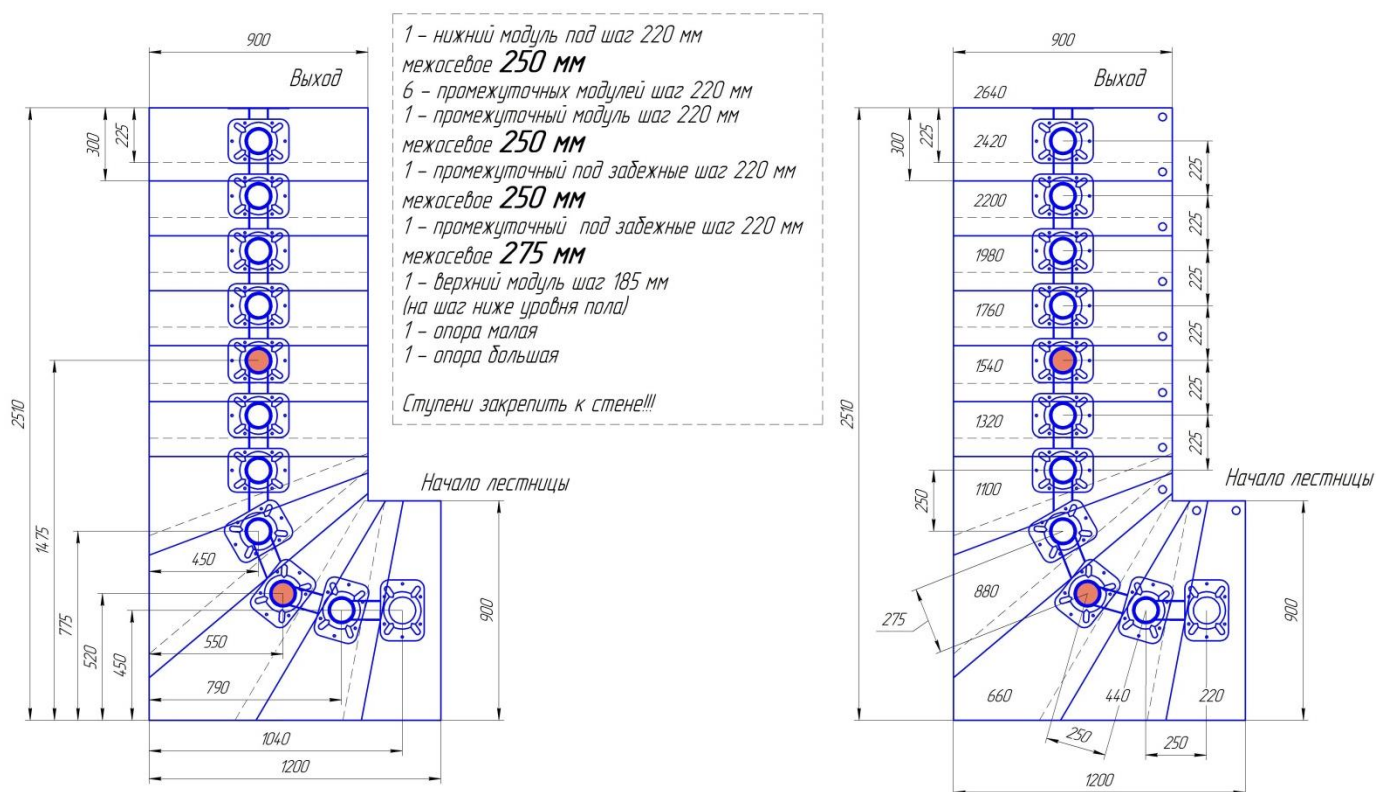 900
Выход
300
225
2510
1475
775
520
450
450
550
790
1040
1200
900
Начало лестницы
1 - нижний модуль под шаг 220 мм
межосевое 250 мм
6 - промежуточных модулей шаг 220 мм
1 - промежуточный модуль шаг 220 мм
межосевое 250 мм
1 - промежуточный под забежные шаг 220 мм
межосевое 250 мм
1 - промежуточный под забежные шаг 220 мм
межосевое 275 мм
1 - верхний модуль шаг 185 мм
(на шаг ниже уровня пола)
1 - опора малая
1 - опора большая
Ступени закрепить к стене!!!
900
Выход
2640
300
225
2420
225
2200
225
1980
225
1760
225
1540
225
1320
225
1100
250
Начало лестницы
2510
880
275
900
660
440
220
250
250
1200